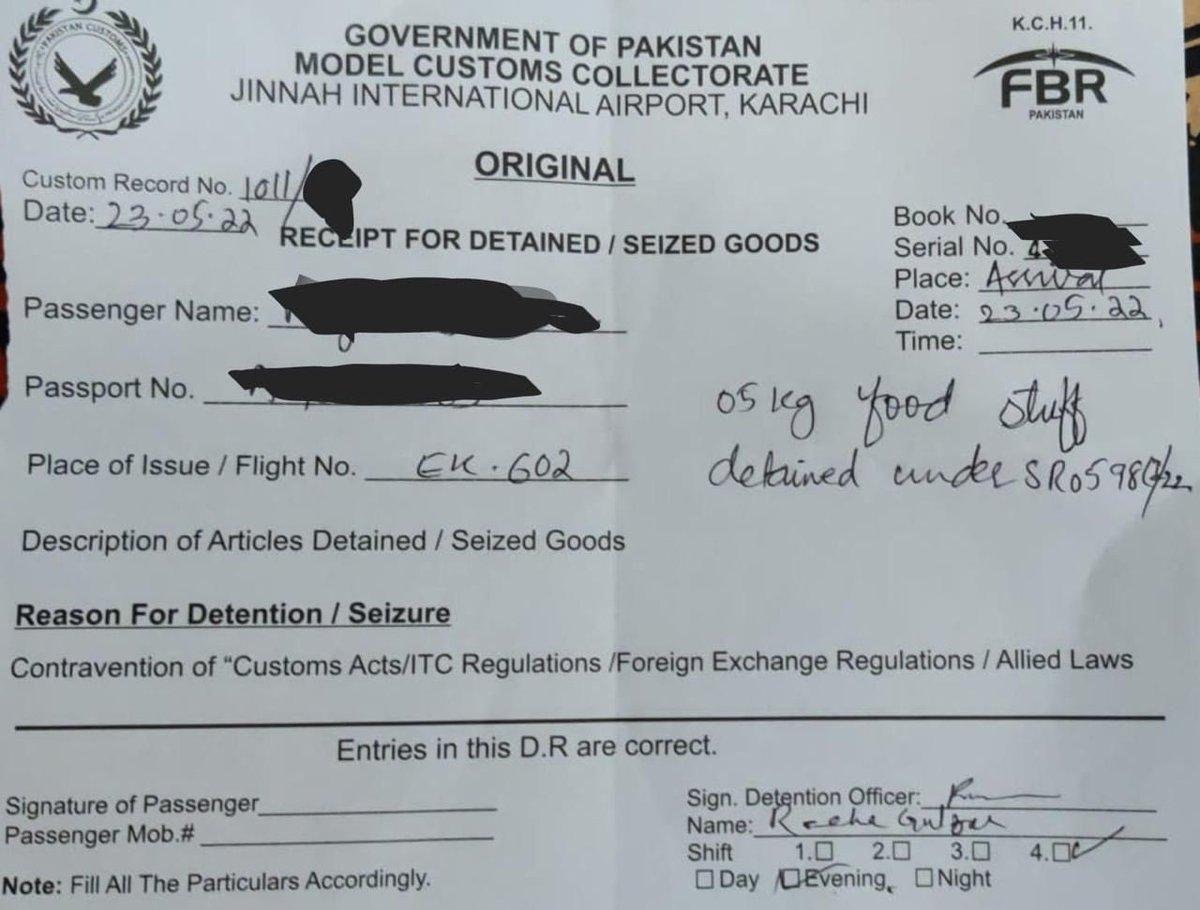 PAKISTAN CUSTOMS
GOVERNMENT OF PAKISTAN
MODEL CUSTOMS COLLECTORATE
JINNAH INTERNATIONAL AIRPORT, KARACHI
K.C.H.11.
FBR
PAKISTAN
ORIGINAL
Custom Record No. 1011/
Date: 23.05.22
RECEIPT FOR DETAINED / SEIZED GOODS
Book No.
Serial No. 4
Place: Arrival
Date: 23.05.22
Time:
Passenger Name:
Passport No.
Place of Issue / Flight No. EK.602
05 kg food stuff
detained under SRO 598
Description of Articles Detained / Seized Goods
Reason For Detention / Seizure
Contravention of “Customs Acts/ITC Regulations /Foreign Exchange Regulations / Allied Laws
Entries in this D.R are correct.
Signature of Passenger
Passenger Mob.#
Note: Fill All The Particulars Accordingly.
Sign. Detention Officer:
Name:
Shift 1. 2. 3. 4.
Day / Evening Night